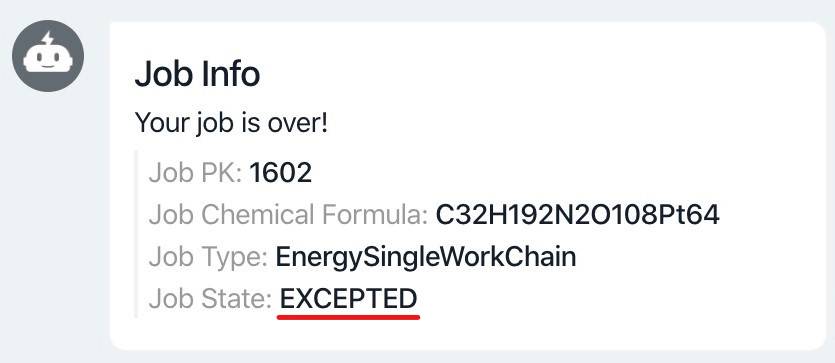 Job Info
Your job is over!
Job PK: 1602
Job Chemical Formula: C32H192N2O108Pt64
Job Type: EnergySingleWorkChain
Job State: EXCEPTED